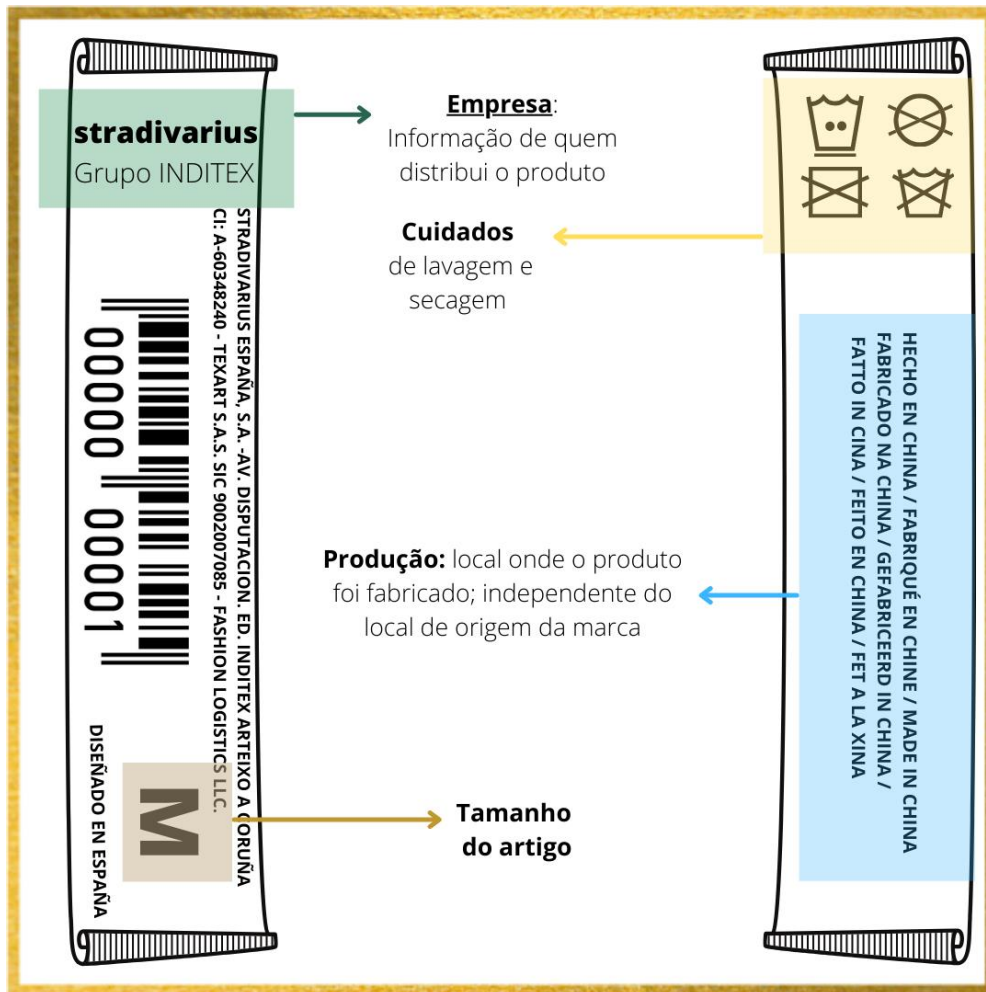 stradivarius
Grupo INDITEX
STRADIVARIUS ESPAÑA, S.A. -AV. DISPUTACION. ED. INDITEX ARTEIXO A CORUÑA
CI: A-60348240 - TEXART S.A.S. SIC 9002007085 - FASHION LOGISTICS LLC.
00000 00001
M
DISEÑADO EN ESPAÑA
Empresa:
Informação de quem
distribui o produto
Cuidados
de lavagem e
secagem
Produção: local onde o produto
foi fabricado; independente do
local de origem da marca
Tamanho
do artigo
HECHO EN CHINA / FABRIQUÉ EN CHINE / MADE IN CHINA
FABRICADO NA CHINA / GEFABRICEERD IN CHINA /
FATTO IN CINA / FEITO EN CHINA / FET A LA XINA